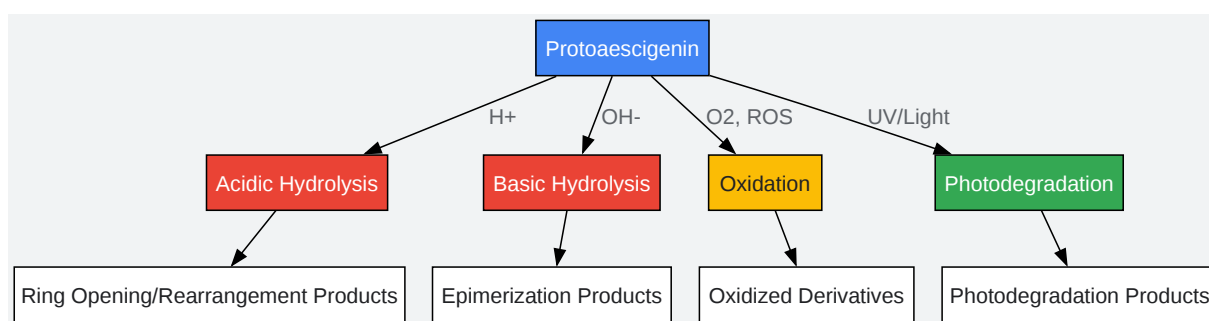 Protoaescigenin
H+
OH-
O2, ROS
UV/Light
Acidic Hydrolysis
Basic Hydrolysis
Oxidation
Photodegradation
Ring Opening/Rearrangement Products
Epimerization Products
Oxidized Derivatives
Photodegradation Products